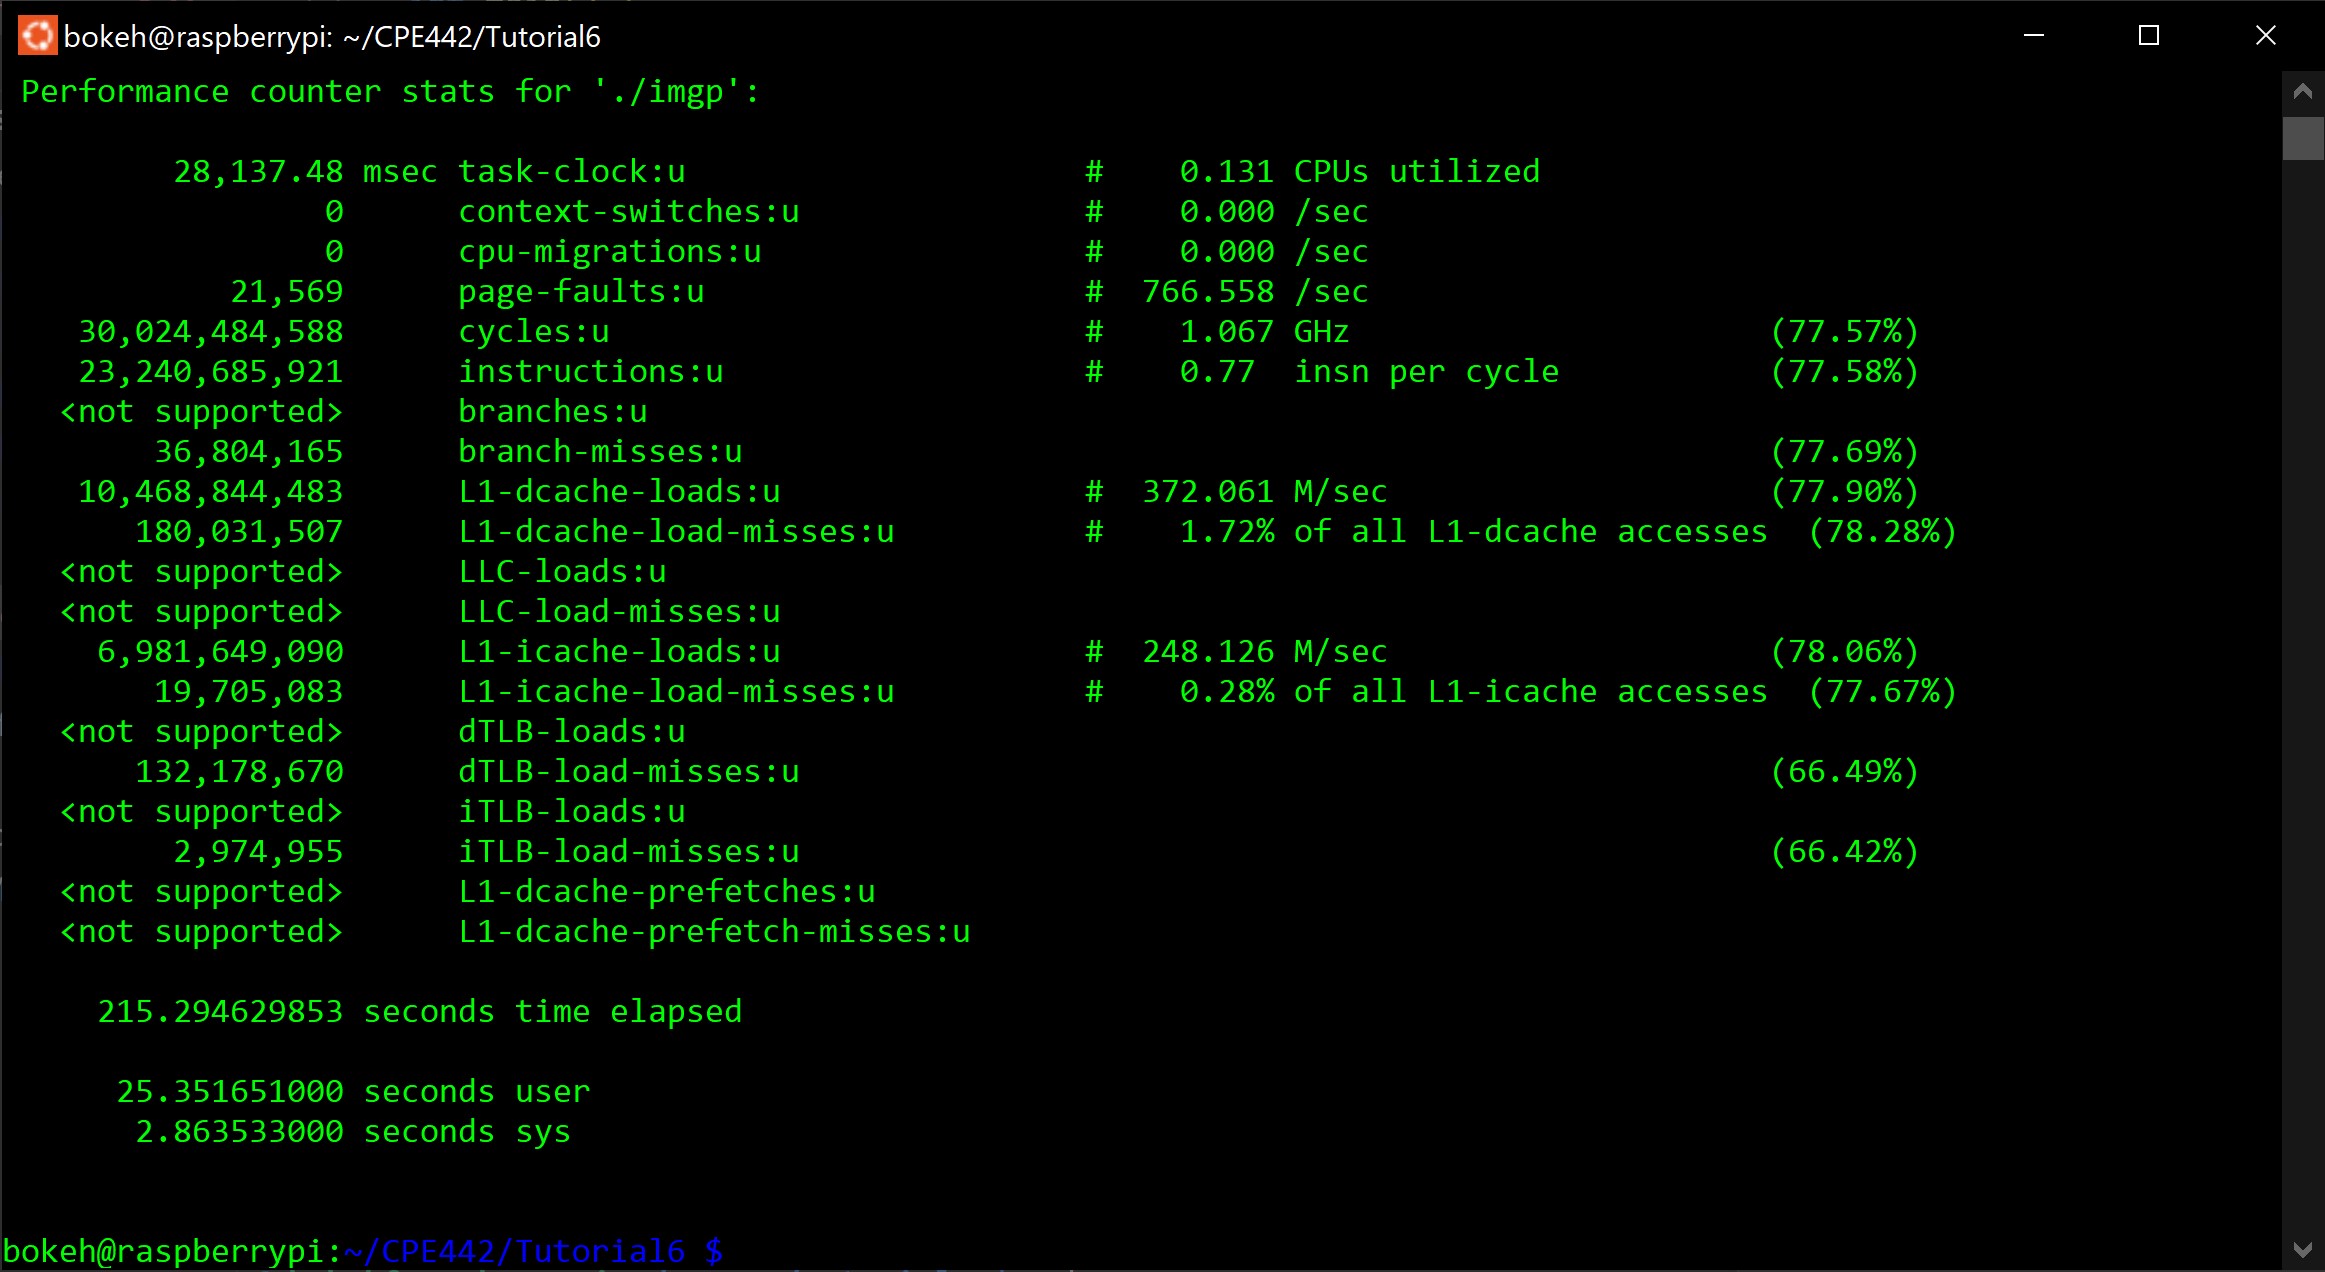 bokeh@raspberrypi: ~/CPE442/Tutorial6
Performance counter stats for './imgp':
28,137.48 msec task-clock:u # 0.131 CPUs utilized
0 context-switches:u # 0.000 /sec
0 cpu-migrations:u # 0.000 /sec
21,569 page-faults:u # 766.558 /sec
30,024,484,588 cycles:u # 1.067 GHz (77.57%)
23,240,685,921 instructions:u # 0.77 insn per cycle (77.58%)
<not supported> branches:u
36,804,165 branch-misses:u (77.69%)
10,468,844,483 L1-dcache-loads:u # 372.061 M/sec (77.90%)
180,031,507 L1-dcache-load-misses:u # 1.72% of all L1-dcache accesses (78.28%)
<not supported> LLC-loads:u
<not supported> LLC-load-misses:u
6,981,649,090 L1-icache-loads:u # 248.126 M/sec (78.06%)
19,705,083 L1-icache-load-misses:u # 0.28% of all L1-icache accesses (77.67%)
<not supported> dTLB-loads:u
132,178,670 dTLB-load-misses:u (66.49%)
<not supported> iTLB-loads:u
2,974,955 iTLB-load-misses:u (66.42%)
<not supported> L1-dcache-prefetches:u
<not supported> L1-dcache-prefetch-misses:u
215.294629853 seconds time elapsed
25.351651000 seconds user
2.863533000 seconds sys
bokeh@raspberrypi:~/CPE442/Tutorial6 $